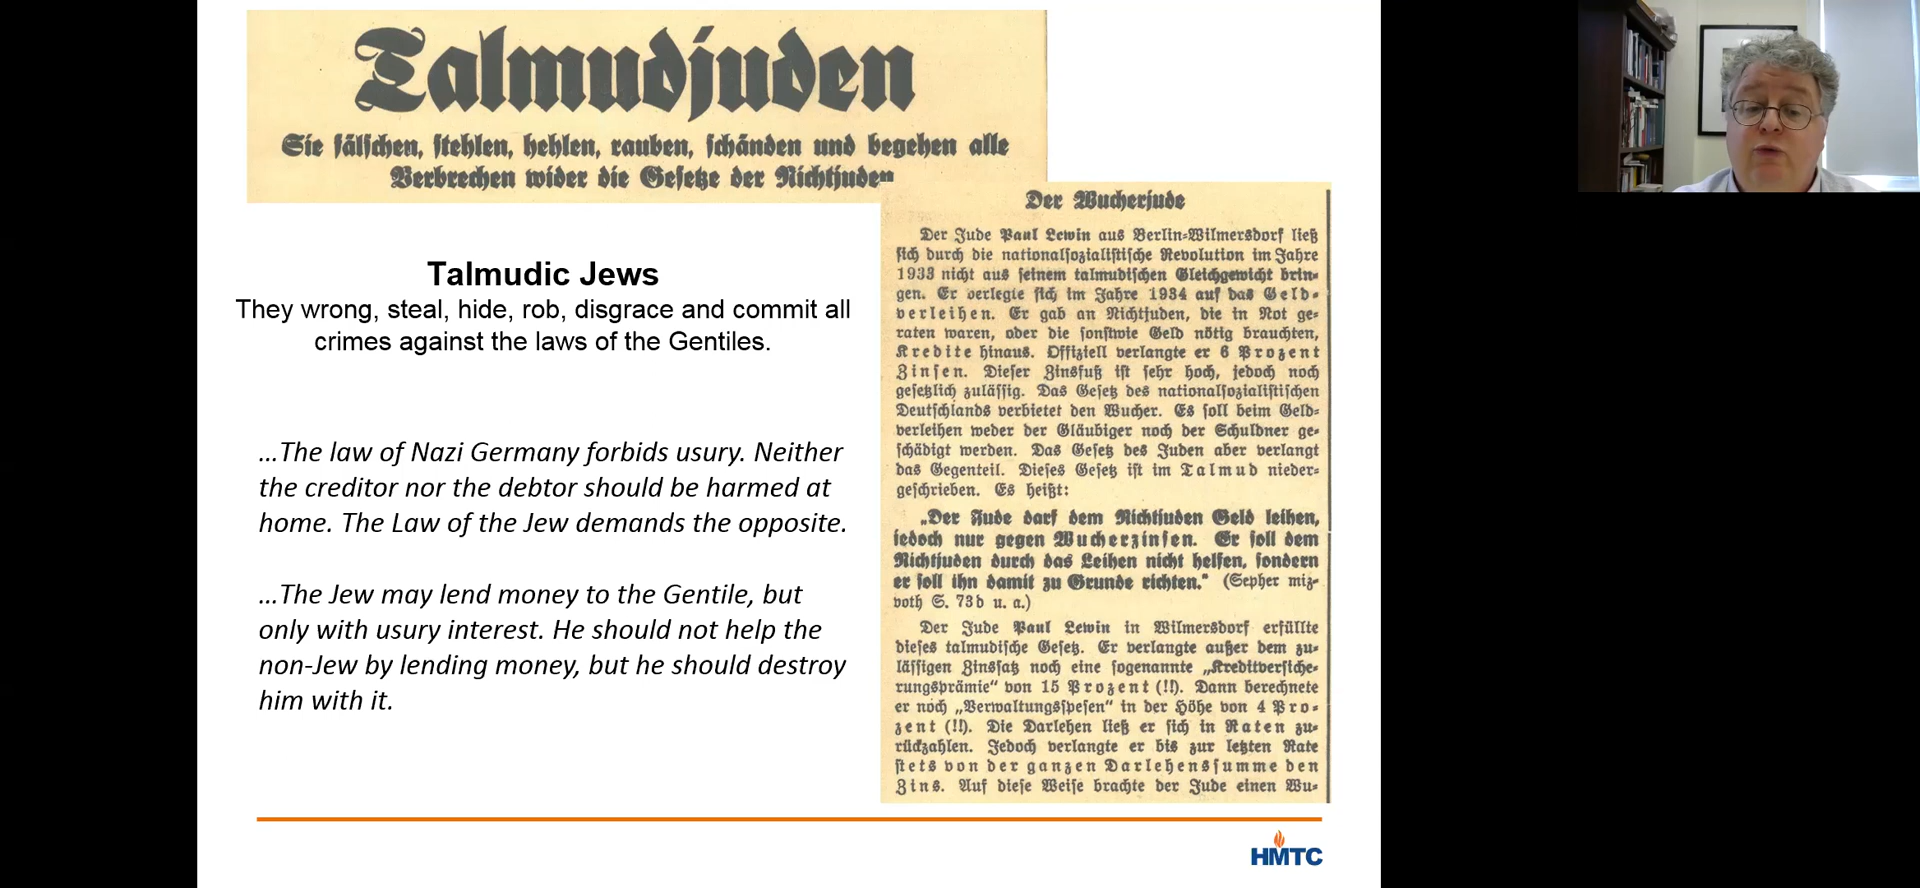 Talmudjuden
Sie fälschen, stehlen, hehlen, rauben, schänden und begehen alle
Verbrechen wider die Gesetze der Nichtjuden
Talmudic Jews
They wrong, steal, hide, rob, disgrace and commit all
crimes against the laws of the Gentiles.
...The law of Nazi Germany forbids usury. Neither
the creditor nor the debtor should be harmed at
home. The Law of the Jew demands the opposite.
...The Jew may lend money to the Gentile, but
only with usury interest. He should not help the
non-Jew by lending money, but he should destroy
him with it.
Der Wucherjude
Der Jude Paul Lewin aus Berlin-Wilmersdorf ließ
sich durch die nationalsozialistische Revolution im Jahre
1933 nicht aus seinem talmudischen Gleichgewicht brin-
gen. Er verlegte sich im Jahre 1934 auf das Geld-
verleihen. Er gab an Nichtjuden, die in Not ge-
raten waren, oder die sonstwie Geld nötig brauchten,
Kredite hinaus. Offiziell verlangte er 6 Prozent
Zinsen. Dieser Zinsfuß ist sehr hoch, jedoch noch
gesetzlich zulässig. Das Gesetz des nationalsozialistischen
Deutschlands verbietet den Wucher. Es soll beim Geld-
verleihen weder der Gläubiger noch der Schuldner ge-
schädigt werden. Das Gesetz des Juden aber verlangt
das Gegenteil. Dieses Gesetz ist im Talmud nieder-
geschrieben. Es heißt:
„Der Jude darf dem Nichtjuden Geld leihen,
jedoch nur gegen Wucherzinsen. Er soll dem
Nichtjuden durch das Leihen nicht helfen, sondern
er soll ihn damit zu Grunde richten.“ (Sepher miz-
voth S. 73b u. a.)
Der Jude Paul Lewin in Wilmersdorf erfüllte
dieses talmudische Gesetz. Er verlangte außer dem zu-
lässigen Zinssatz noch eine sogenannte „Kreditversiche-
rungsprämie“ von 15 Prozent (!!). Dann berechnete
er noch „Verwaltungsspesen“ in der Höhe von 4 Pro-
zent (!!). Die Darlehen ließ er sich in Raten zu-
rückzahlen. Jedoch verlangte er bis zur letzten Rate
stets von der ganzen Darlehenssumme den
Zins. Auf diese Weise brachte der Jude einen Wu-
HMTC